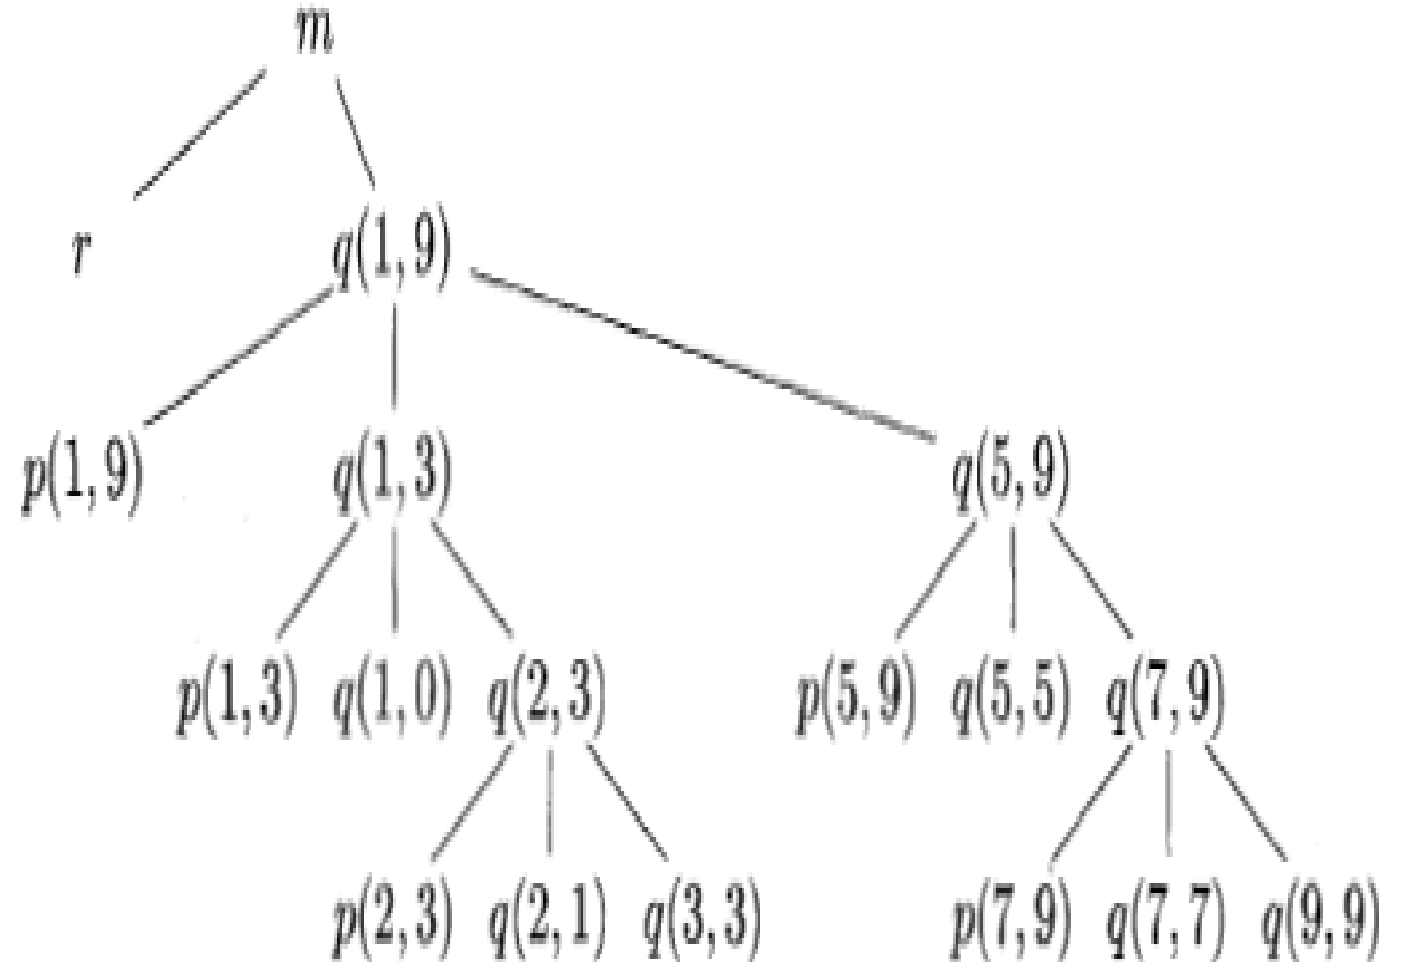 m
r q(1,9)
p(1,9) q(1,3) q(5,9)
p(1,3) q(1,0) q(2,3) p(5,9) q(5,5) q(7,9)
p(2,3) q(2,1) q(3,3) p(7,9) q(7,7) q(9,9)